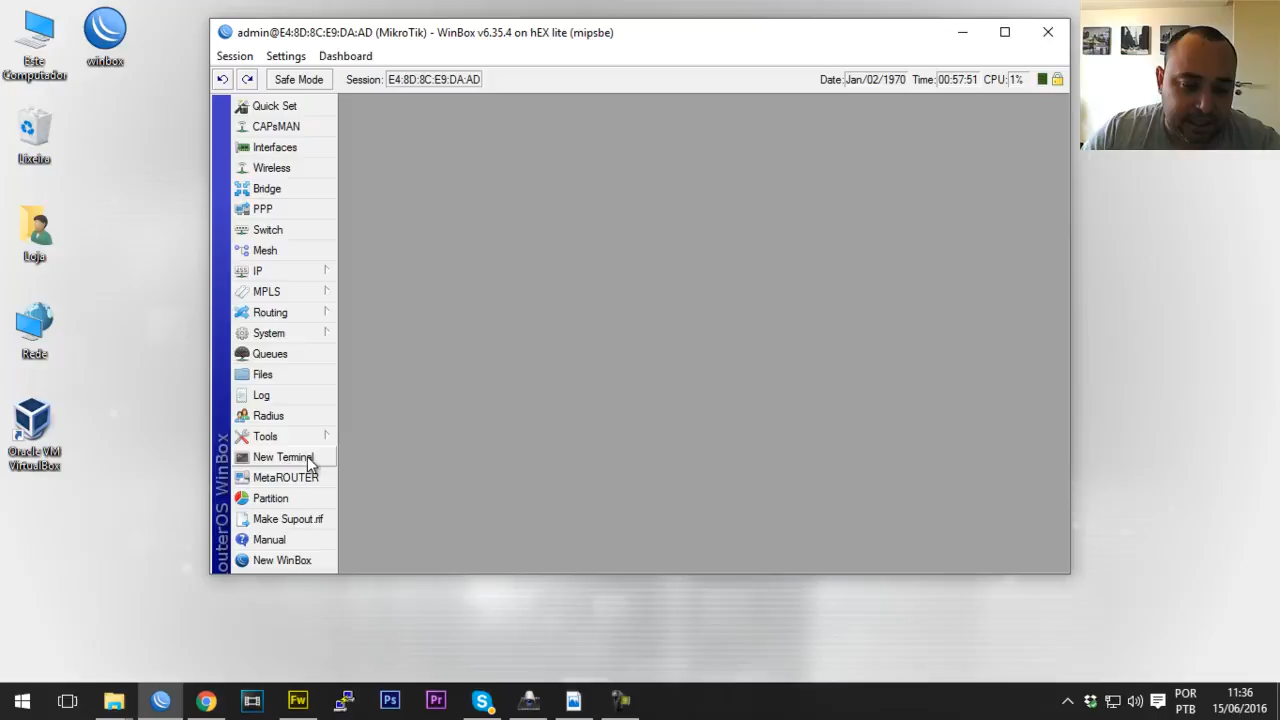 Este
Computador
winbox
Lixeira
Loja
Rede
Oracle VM
VirtualBox
admin@E4:8D:8C:E9:DA:AD (MikroTik) - WinBox v6.35.4 on hEX lite (mipsbe)
Session Settings Dashboard
Safe Mode Session: E4:8D:8C:E9:DA:AD Date: Jan/02/1970 Time: 00:57:51 CPU: 1%
Quick Set
CAPsMAN
Interfaces
Wireless
Bridge
PPP
Switch
Mesh
IP
MPLS
Routing
System
Queues
Files
Log
Radius
Tools
New Terminal
MetaROUTER
Partition
Make Supout.rif
Manual
New WinBox
outerOS WinBox
Fw
Ps
Pr
POR
PTB
11:36
15/06/2016